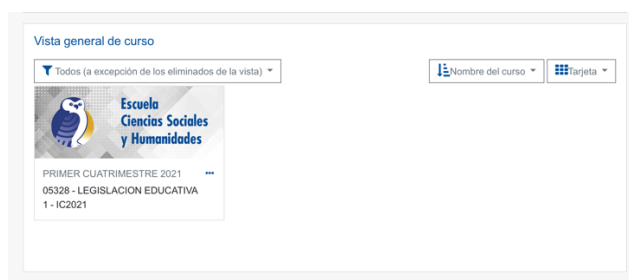 Vista general de curso
Todos (a excepción de los eliminados de la vista)
Nombre del curso
Tarjeta
Escuela
Ciencias Sociales
y Humanidades
PRIMER CUATRIMESTRE 2021
05328 - LEGISLACION EDUCATIVA
1 - IC2021